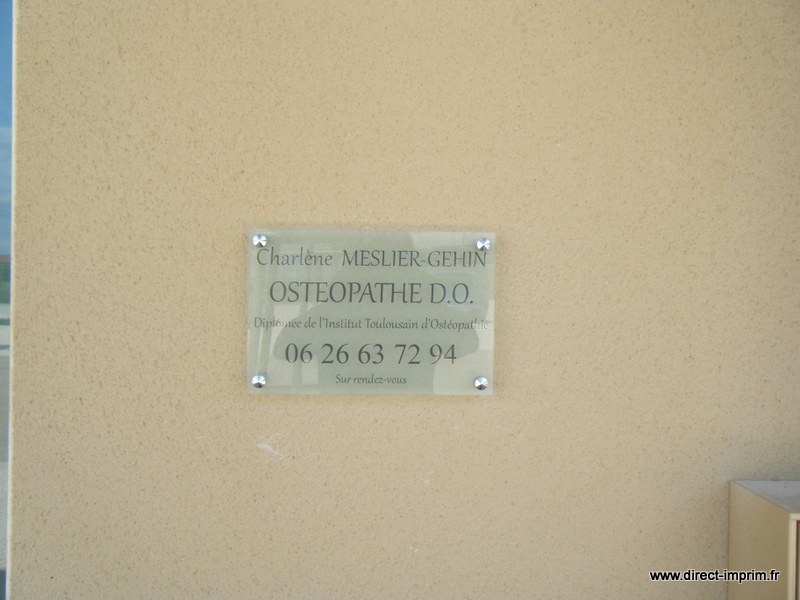 Charlène MESLIER-GEHIN
OSTEOPATHE D.O.
Diplômée de l'Institut Toulousain d'Ostéopathie
06 26 63 72 94
Sur rendez-vous
www.direct-imprim.fr